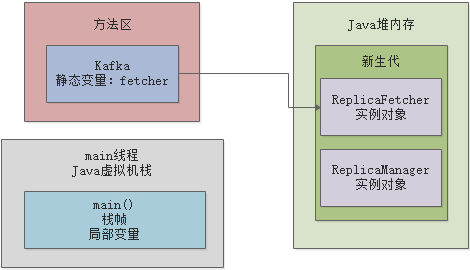 方法区
Kafka
静态变量：fetcher
main线程
Java虚拟机栈
main()
栈帧
局部变量
Java堆内存
新生代
ReplicaFetcher
实例对象
ReplicaManager
实例对象